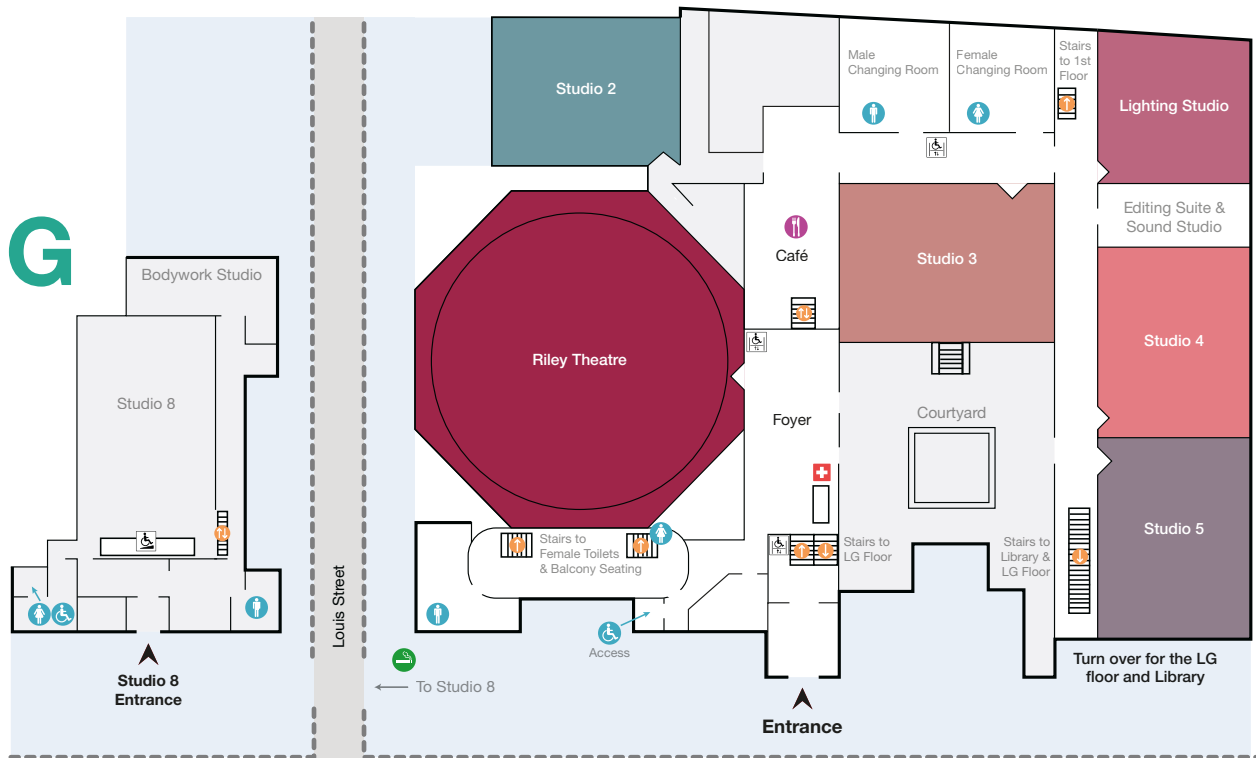 G
Bodywork Studio
Studio 8
Studio 8
Entrance
Louis Street
To Studio 8
Studio 2
Riley Theatre
Stairs to
Female Toilets
& Balcony Seating
Access
Male
Changing Room
Female
Changing Room
Stairs
to 1st
Floor
Lighting Studio
Café
Studio 3
Editing Suite &
Sound Studio
Studio 4
Foyer
Courtyard
Stairs to
LG Floor
Stairs to
Library &
LG Floor
Studio 5
Entrance
Turn over for the LG
floor and Library